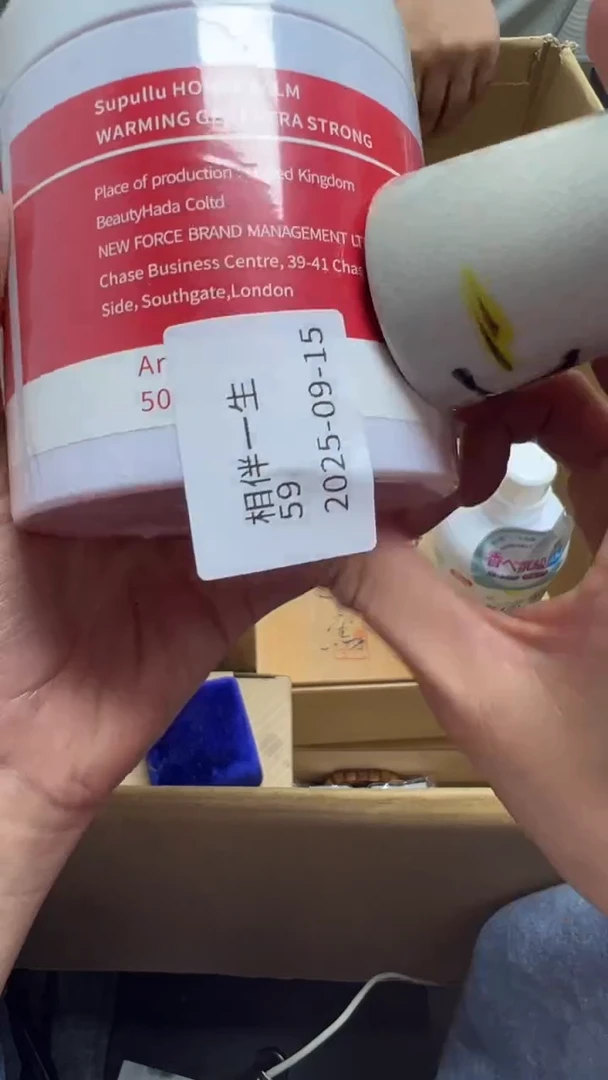 Supullu HO
WARMING G TRA STRONG
Place of production : ed Kingdom
BeautyHada Coltd
NEW FORCE BRAND MANAGEMENT LT
Chase Business Centre, 39-41 Chas
Side, Southgate,London
Ar
50
相伴一生
59
2025-09-15